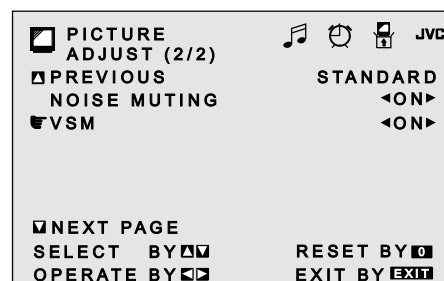 PICTURE
ADJUST (2/2)
JVC
PREVIOUS STANDARD
NOISE MUTING ◄ON►
VSM ◄ON►
NEXT PAGE
SELECT BY RESET BY 0
OPERATE BY EXIT BY EXIT